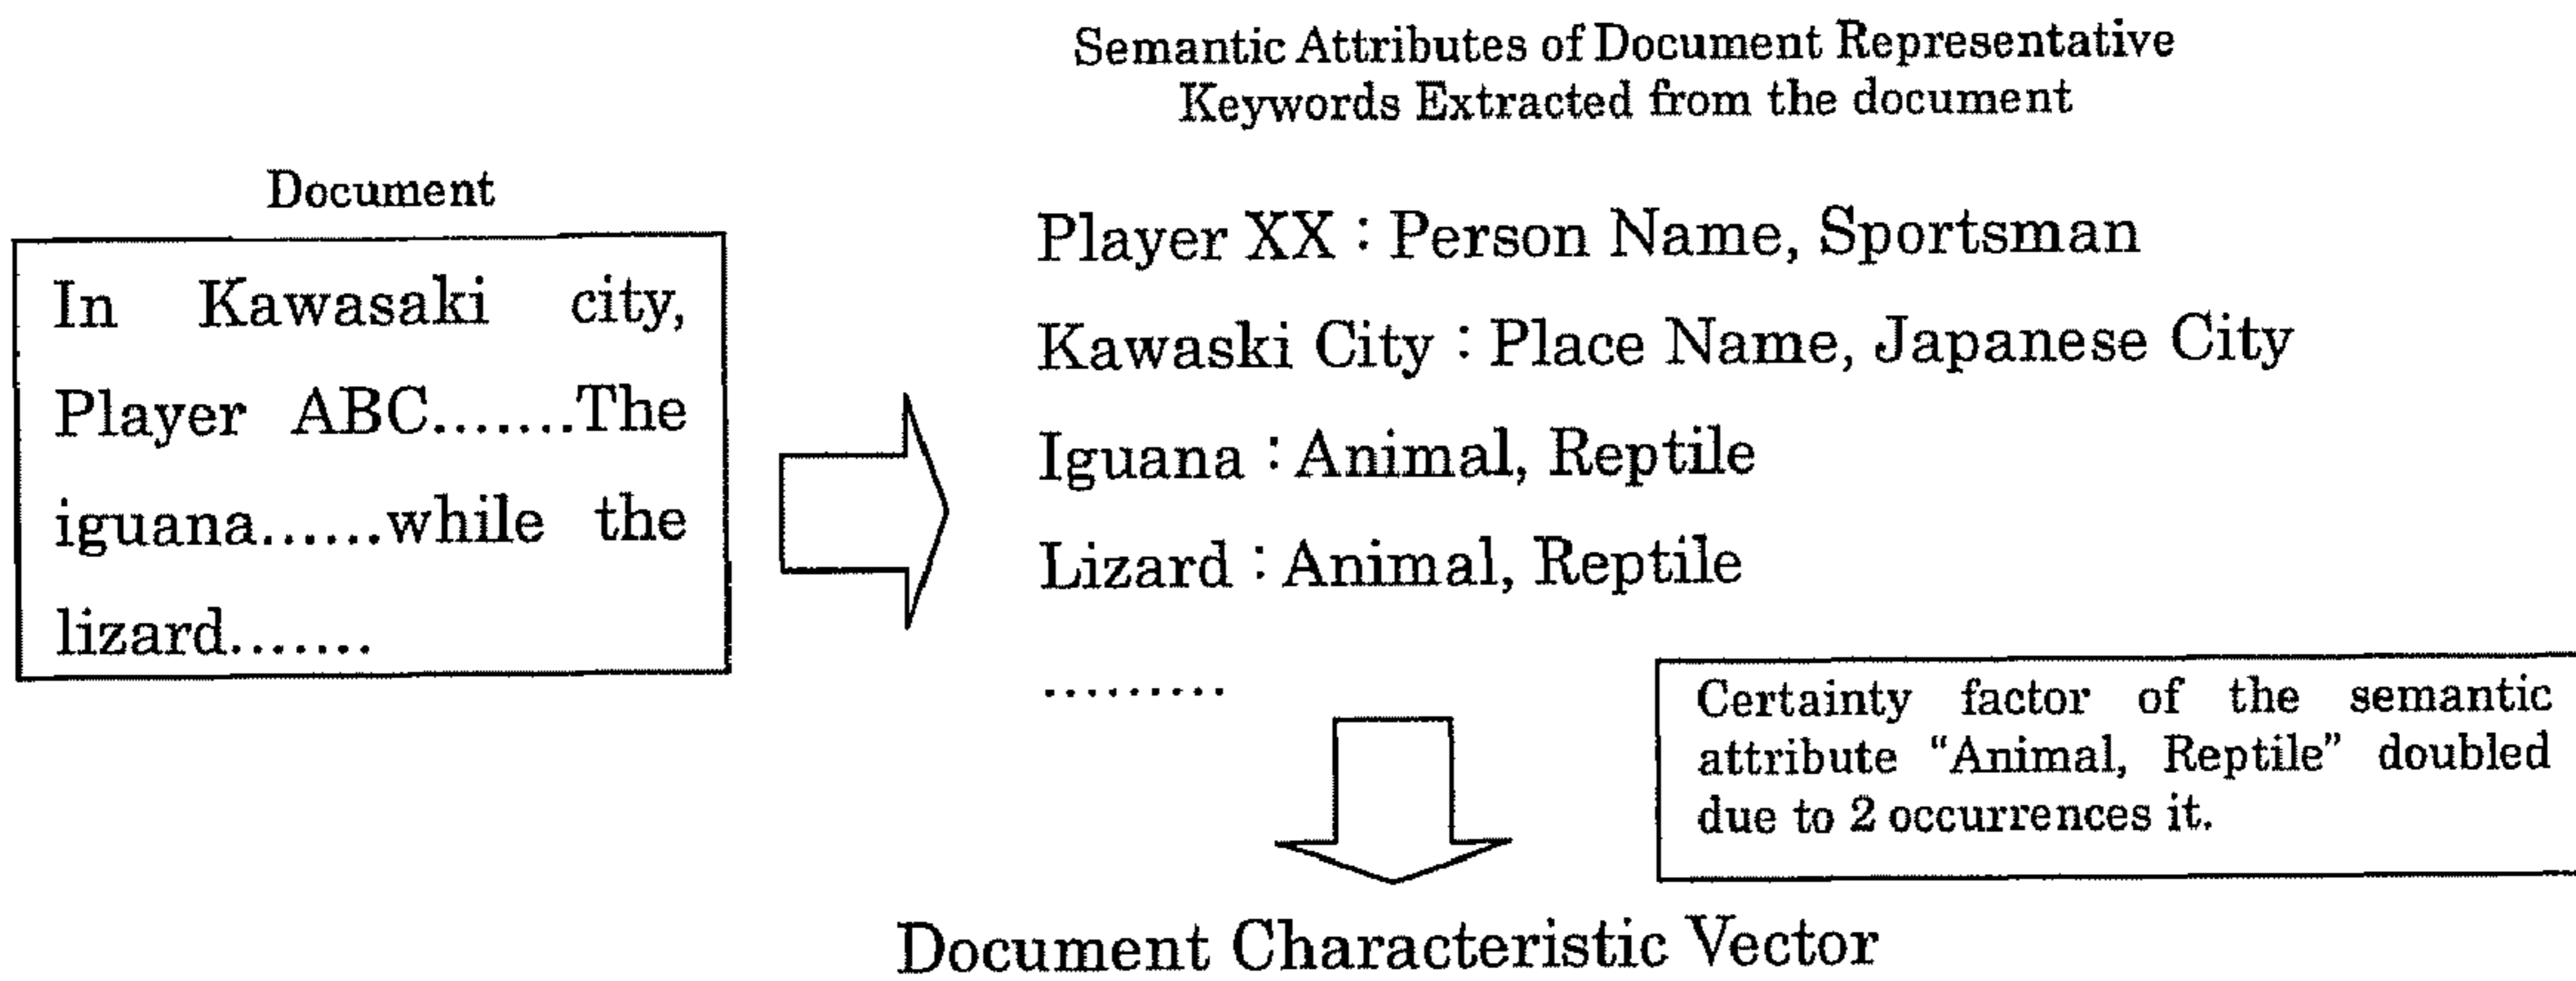 Semantic Attributes of Document Representative
Keywords Extracted from the document
Document
In Kawasaki city,
Player ABC.......The
iguana......while the
lizard.......
Player XX : Person Name, Sportsman
Kawaski City : Place Name, Japanese City
Iguana : Animal, Reptile
Lizard : Animal, Reptile
.........
Certainty factor of the semantic
attribute “Animal, Reptile” doubled
due to 2 occurrences it.
Document Characteristic Vector